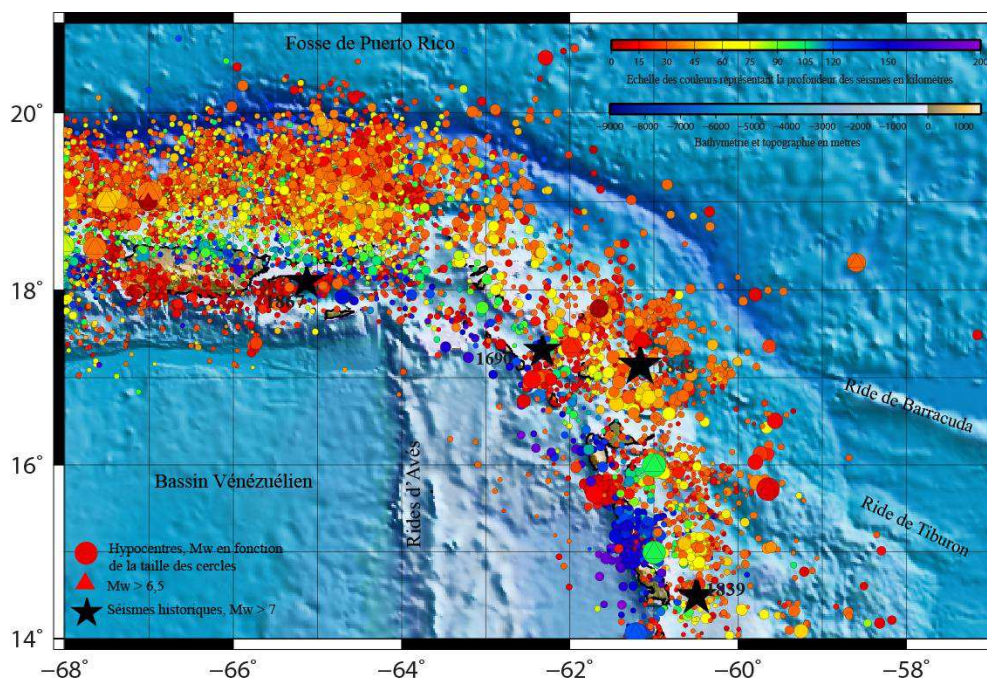 Fosse de Puerto Rico
0 15 30 45 60 75 90 105 120 150 200
Echelle des couleurs représentant la profondeur des séismes en kilomètres
−9000 −8000 −7000 −6000 −5000 −4000 −3000 −2000 −1000 0 1000
Bathymétrie et topographie en metres
20°
18°
16°
14°
1867
1690
1843
1839
Ride de Barracuda
Ride de Tiburon
Rides d'Avés
Bassin Vénézuélien
Hypocentres, Mw en fonction
de la taille des cercles
Mw > 6,5
Séismes historiques, Mw > 7
−68° −66° −64° −62° −60° −58°